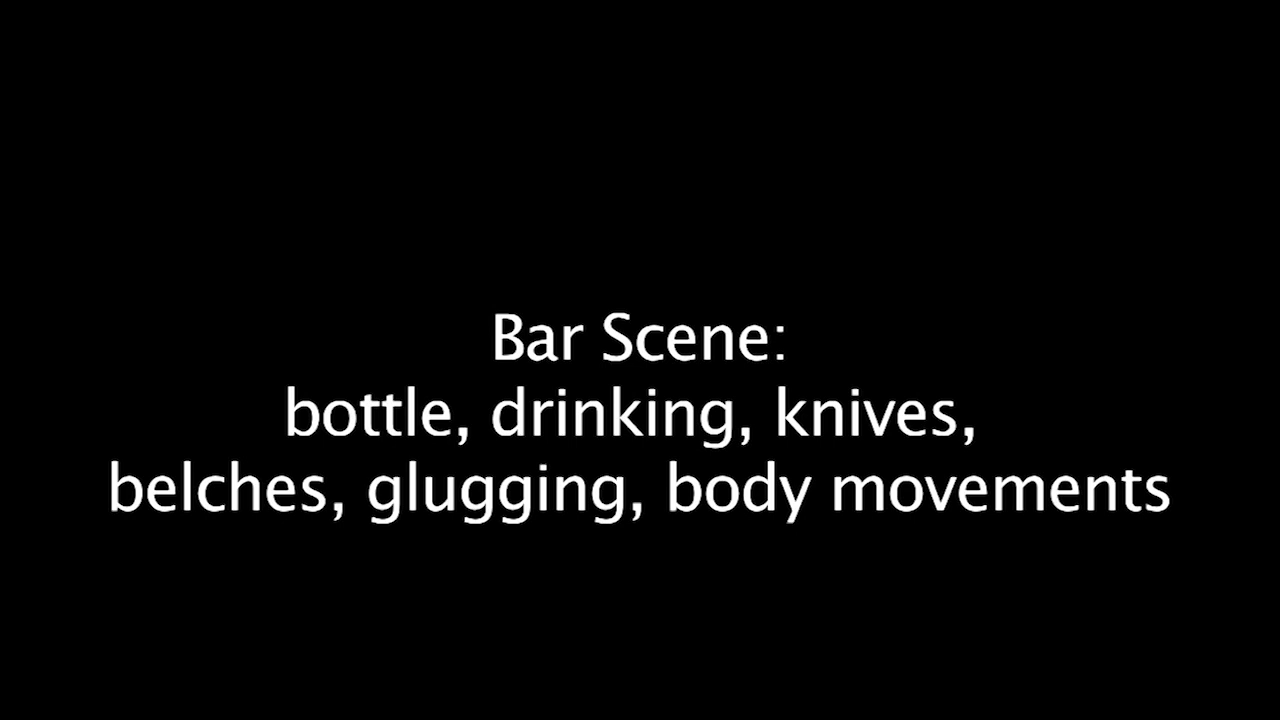 Bar Scene:
bottle, drinking, knives,
belches, glugging, body movements